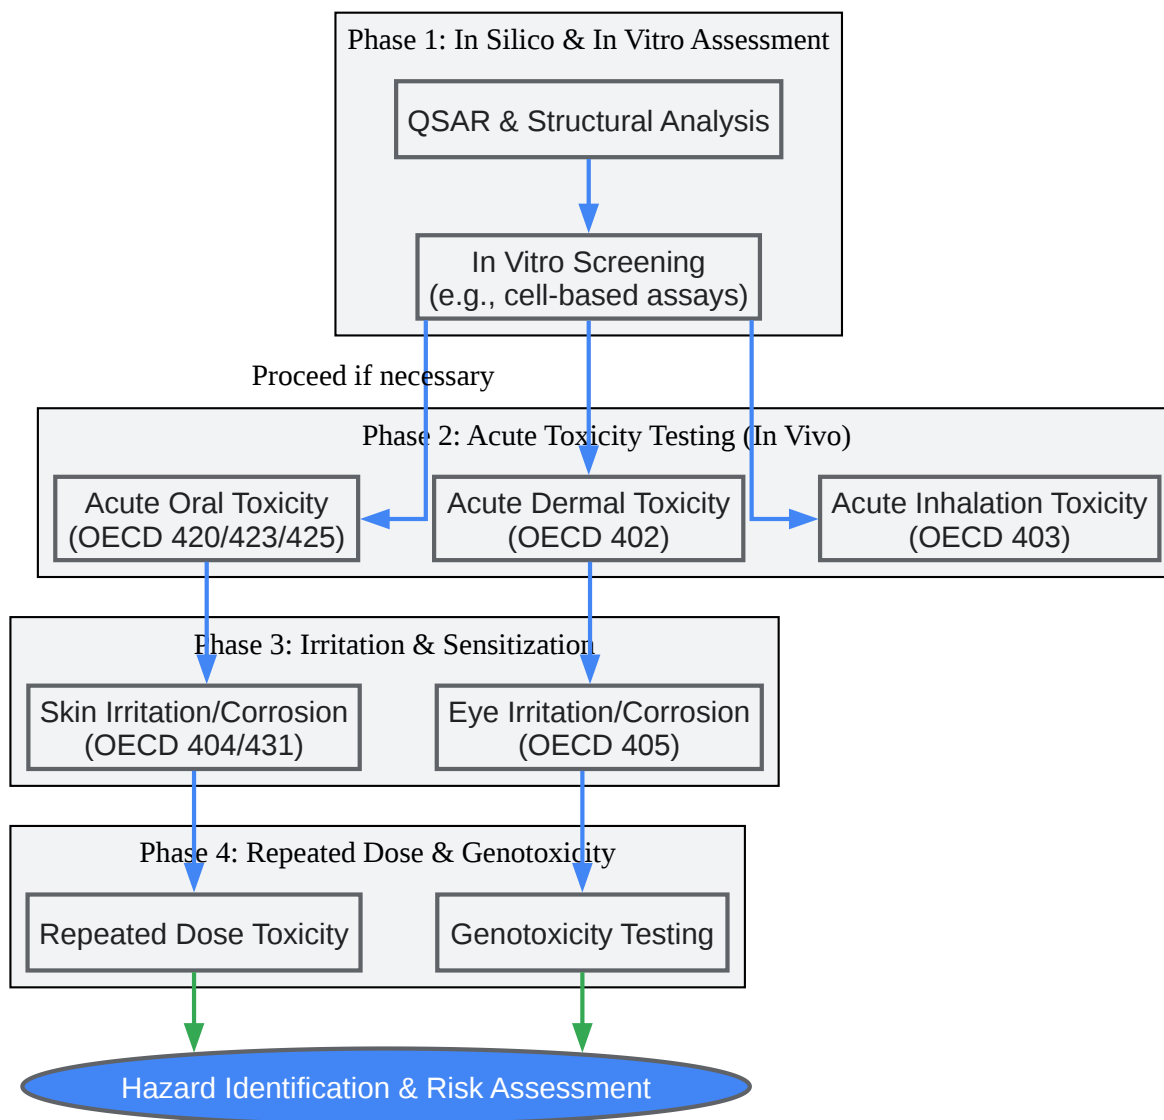 Phase 1: In Silico & In Vitro Assessment
QSAR & Structural Analysis
In Vitro Screening
(e.g., cell-based assays)
Proceed if necessary
Phase 2: Acute Toxicity Testing (In Vivo)
Acute Oral Toxicity
(OECD 420/423/425)
Acute Dermal Toxicity
(OECD 402)
Acute Inhalation Toxicity
(OECD 403)
Phase 3: Irritation & Sensitization
Skin Irritation/Corrosion
(OECD 404/431)
Eye Irritation/Corrosion
(OECD 405)
Phase 4: Repeated Dose & Genotoxicity
Repeated Dose Toxicity
Genotoxicity Testing
Hazard Identification & Risk Assessment